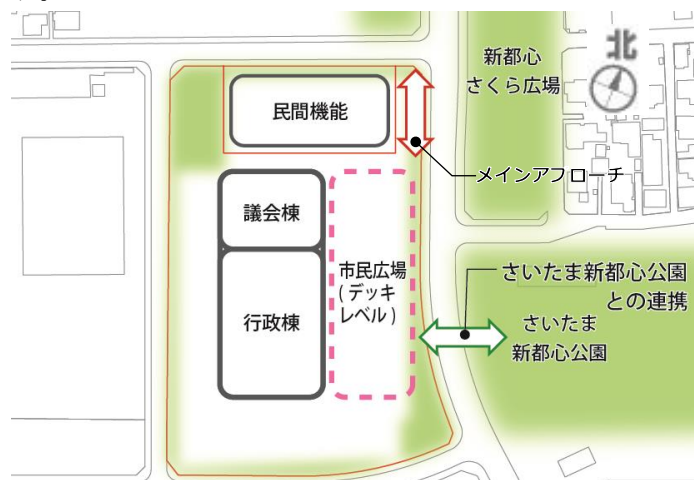 新都心
さくら広場
北
民間機能
メインアフローチ
議会棟
市民広場
(デッキ
レベル)
行政棟
さいたま新都心公園
との連携
さいたま
新都心公園